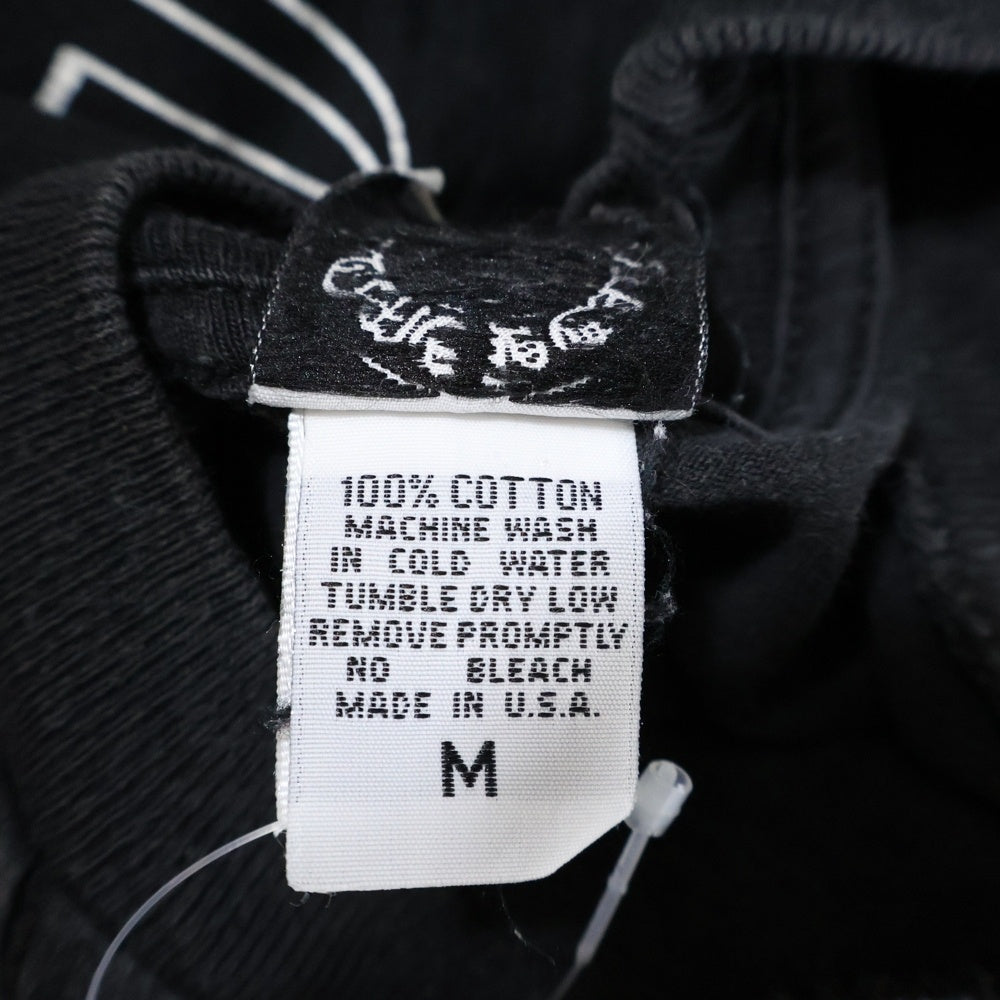 100% COTTON
MACHINE WASH
IN COLD WATER
TUMBLE DRY LOW
REMOVE PROMPTLY
NO BLEACH
MADE IN U.S.A.
M